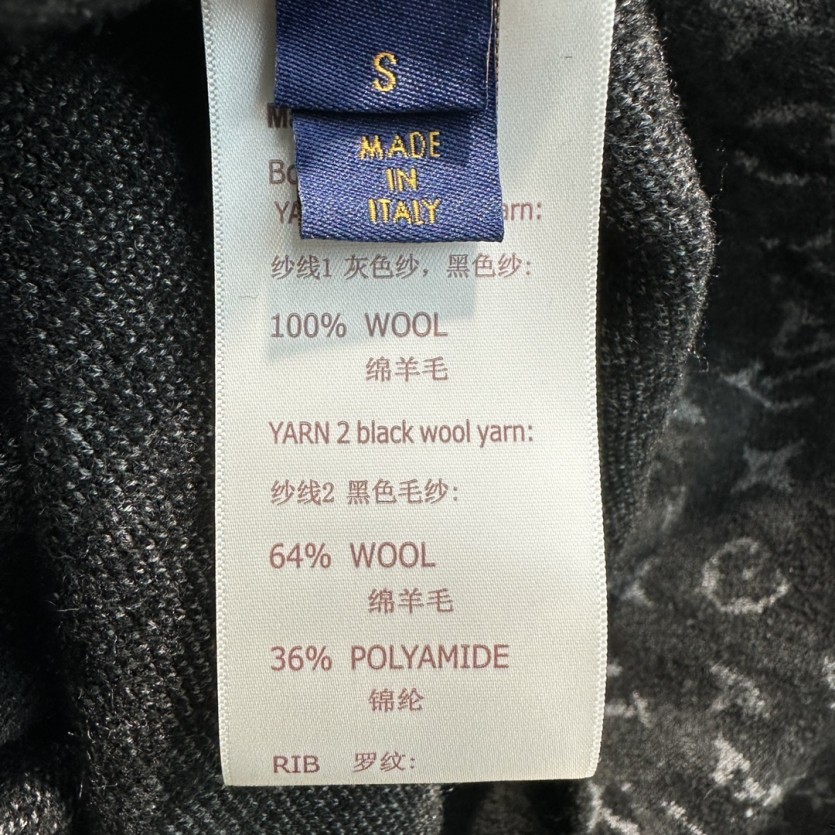 S
MADE
IN
ITALY
纱线1 灰色纱，黑色纱:
100% WOOL
绵羊毛
YARN 2 black wool yarn:
纱线2 黑色毛纱:
64% WOOL
绵羊毛
36% POLYAMIDE
锦纶
RIB 罗纹: